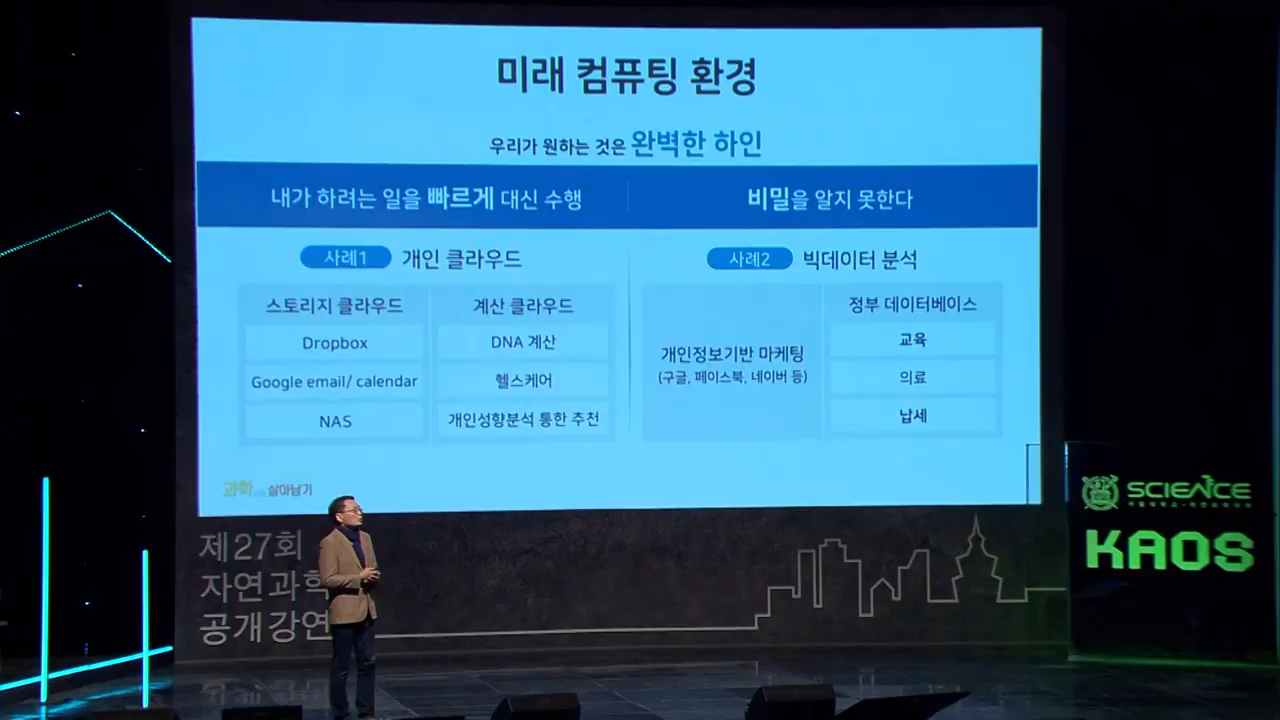 미래 컴퓨팅 환경
우리가 원하는 것은 완벽한 하인
내가 하려는 일을 빠르게 대신 수행
비밀을 알지 못한다
사례1 개인 클라우드
스토리지 클라우드
계산 클라우드
Dropbox
DNA 계산
Google email/ calendar
헬스케어
NAS
개인성향분석 통한 추천
사례2 빅데이터 분석
개인정보기반 마케팅
(구글, 페이스북, 네이버 등)
정부 데이터베이스
교육
의료
납세
과학 살아남기
제27회
자연과학
공개강연
SCIENCE
KAOS